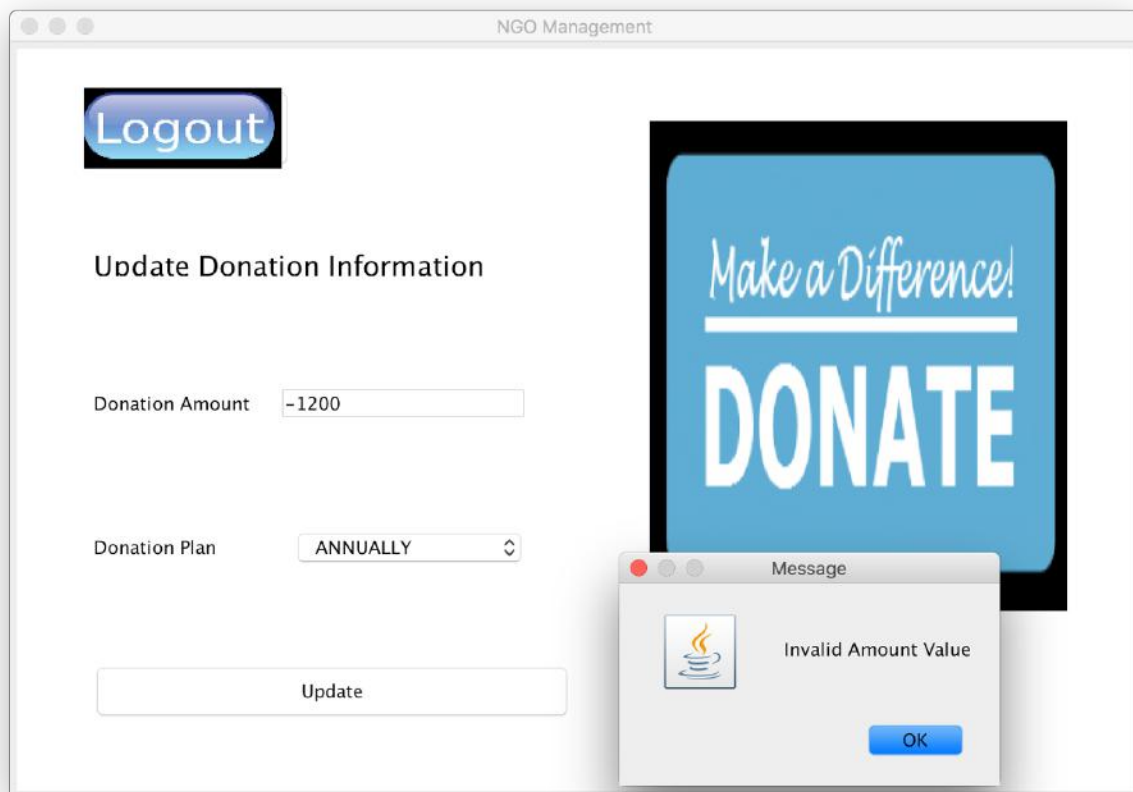 NGO Management
Logout
Update Donation Information
Make a Difference!
DONATE
Donation Amount -1200
Donation Plan ANNUALLY
Message
Invalid Amount Value
Update
OK